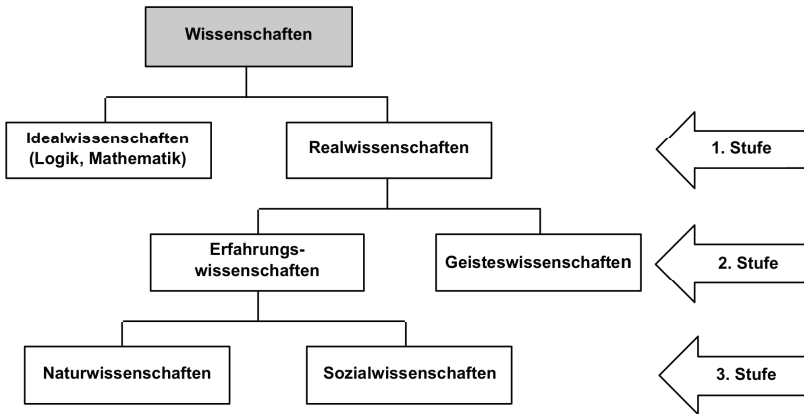 Wissenschaften
Idealwissenschaften
(Logik, Mathematik)
Realwissenschaften
1. Stufe
Erfahrungs-
wissenschaften
Geisteswissenschaften
2. Stufe
Naturwissenschaften
Sozialwissenschaften
3. Stufe